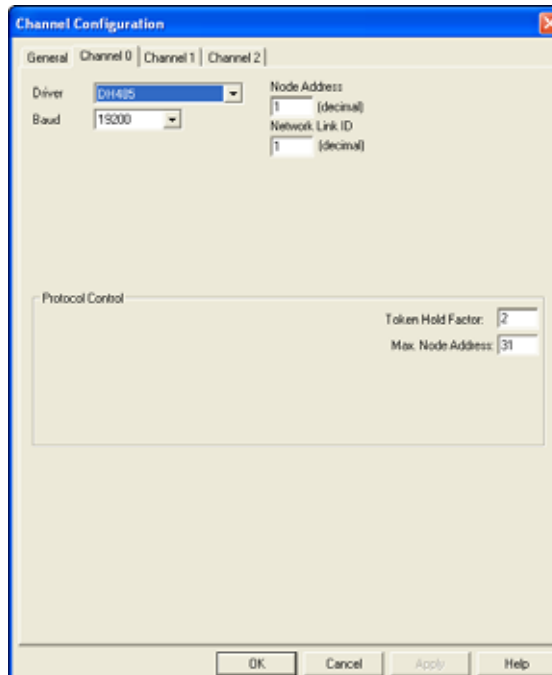 Channel Configuration
General Channel 0 Channel 1 Channel 2
Driver DH485
Baud 19200
Node Address
1 (decimal)
Network Link ID
1 (decimal)
Protocol Control
Token Hold Factor: 2
Max. Node Address: 31
OK Cancel Apply Help